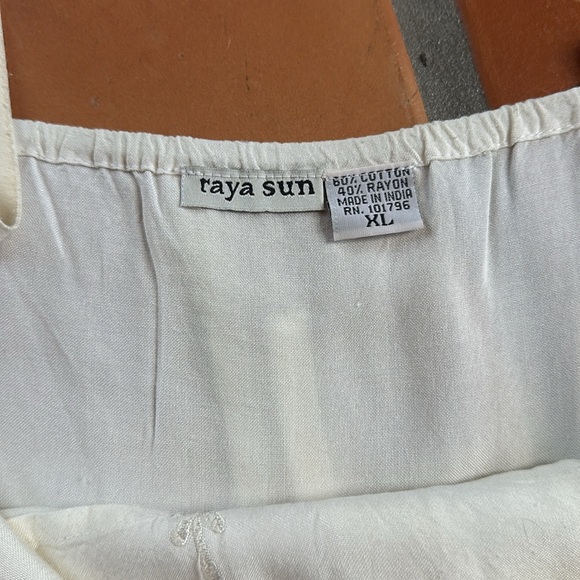 raya sun
60% COTTON
40% RAYON
MADE IN INDIA
RN. 101796
XL